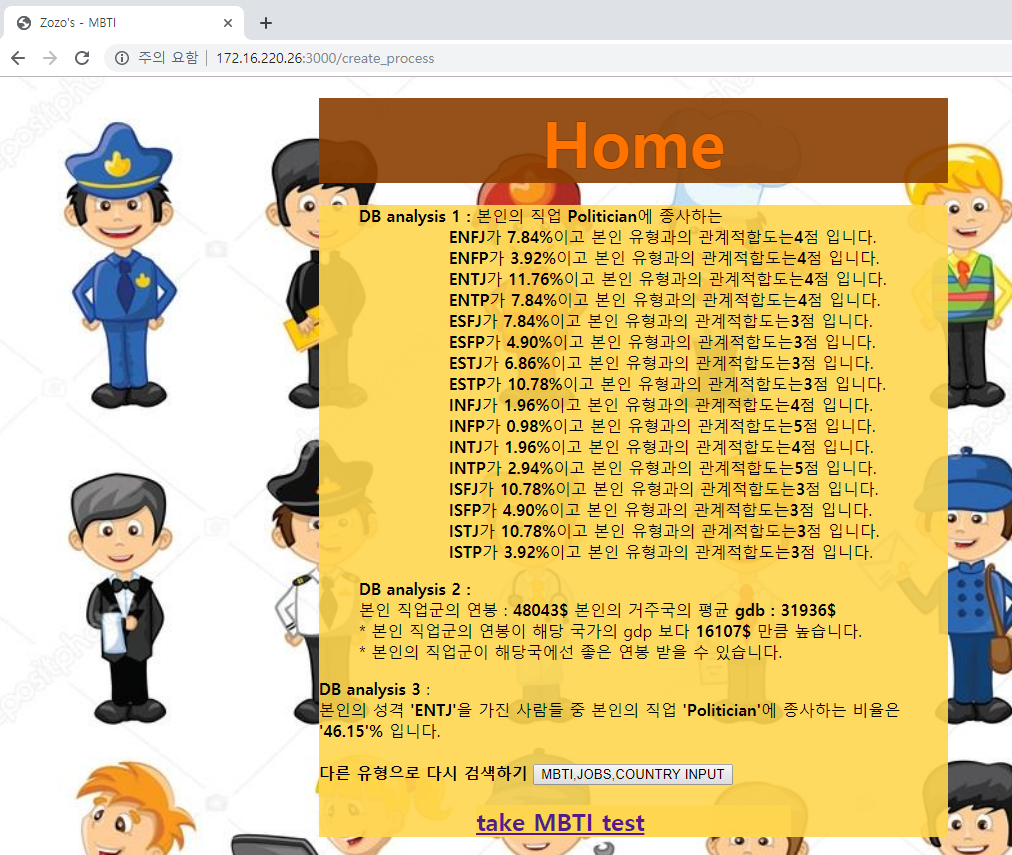 Zozo's - MBTI
주의 요함 172.16.220.26:3000/create_process
Home
DB analysis 1 : 본인의 직업 Politician에 종사하는
ENFJ가 7.84%이고 본인 유형과의 관계적합도는4점 입니다.
ENFP가 3.92%이고 본인 유형과의 관계적합도는4점 입니다.
ENTJ가 11.76%이고 본인 유형과의 관계적합도는4점 입니다.
ENTP가 7.84%이고 본인 유형과의 관계적합도는4점 입니다.
ESFJ가 7.84%이고 본인 유형과의 관계적합도는3점 입니다.
ESFP가 4.90%이고 본인 유형과의 관계적합도는3점 입니다.
ESTJ가 6.86%이고 본인 유형과의 관계적합도는3점 입니다.
ESTP가 10.78%이고 본인 유형과의 관계적합도는3점 입니다.
INFJ가 1.96%이고 본인 유형과의 관계적합도는4점 입니다.
INFP가 0.98%이고 본인 유형과의 관계적합도는5점 입니다.
INTJ가 1.96%이고 본인 유형과의 관계적합도는4점 입니다.
INTP가 2.94%이고 본인 유형과의 관계적합도는5점 입니다.
ISFJ가 10.78%이고 본인 유형과의 관계적합도는3점 입니다.
ISFP가 4.90%이고 본인 유형과의 관계적합도는3점 입니다.
ISTJ가 10.78%이고 본인 유형과의 관계적합도는3점 입니다.
ISTP가 3.92%이고 본인 유형과의 관계적합도는3점 입니다.
DB analysis 2 :
본인 직업군의 연봉 : 48043$ 본인의 거주국의 평균 gdb : 31936$
* 본인 직업군의 연봉이 해당 국가의 gdp 보다 16107$ 만큼 높습니다.
* 본인의 직업군이 해당국에선 좋은 연봉 받을 수 있습니다.
DB analysis 3 :
본인의 성격 'ENTJ'을 가진 사람들 중 본인의 직업 'Politician'에 종사하는 비율은
'46.15'% 입니다.
다른 유형으로 다시 검색하기 MBTI,JOBS,COUNTRY INPUT
take MBTI test